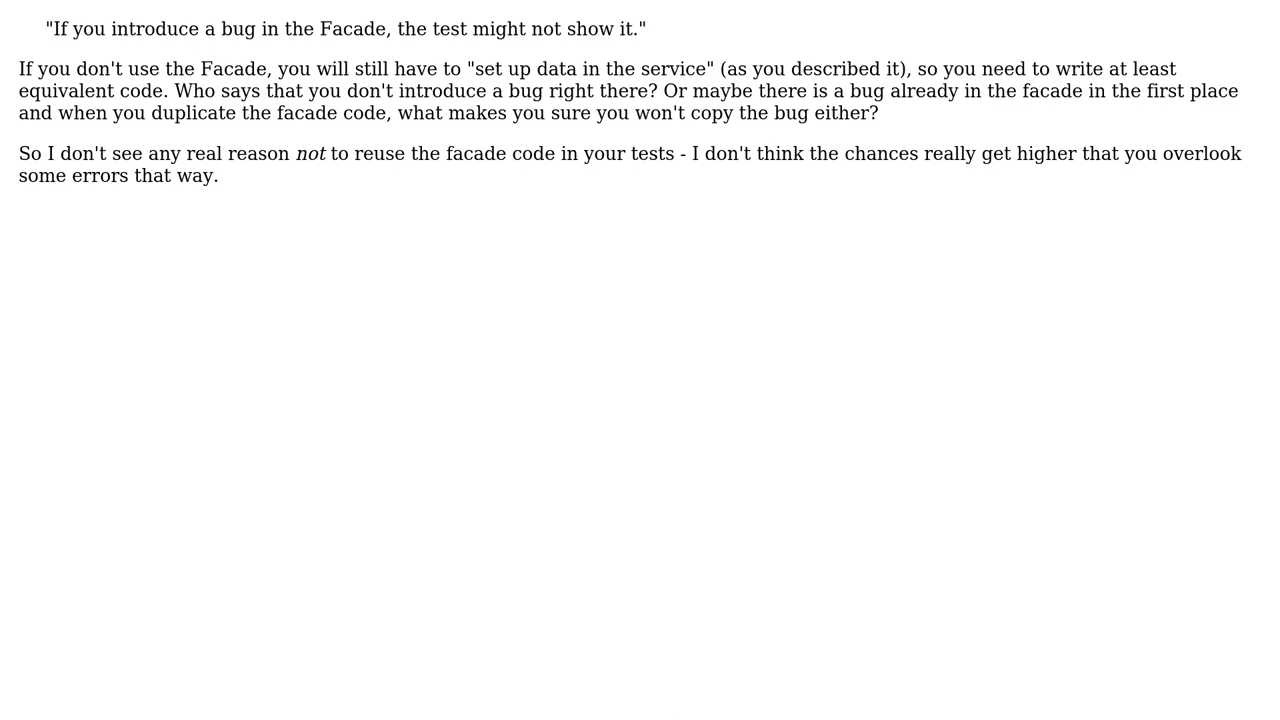 "If you introduce a bug in the Facade, the test might not show it."
If you don't use the Facade, you will still have to "set up data in the service" (as you described it), so you need to write at least
equivalent code. Who says that you don't introduce a bug right there? Or maybe there is a bug already in the facade in the first place
and when you duplicate the facade code, what makes you sure you won't copy the bug either?
So I don't see any real reason not to reuse the facade code in your tests - I don't think the chances really get higher that you overlook
some errors that way.